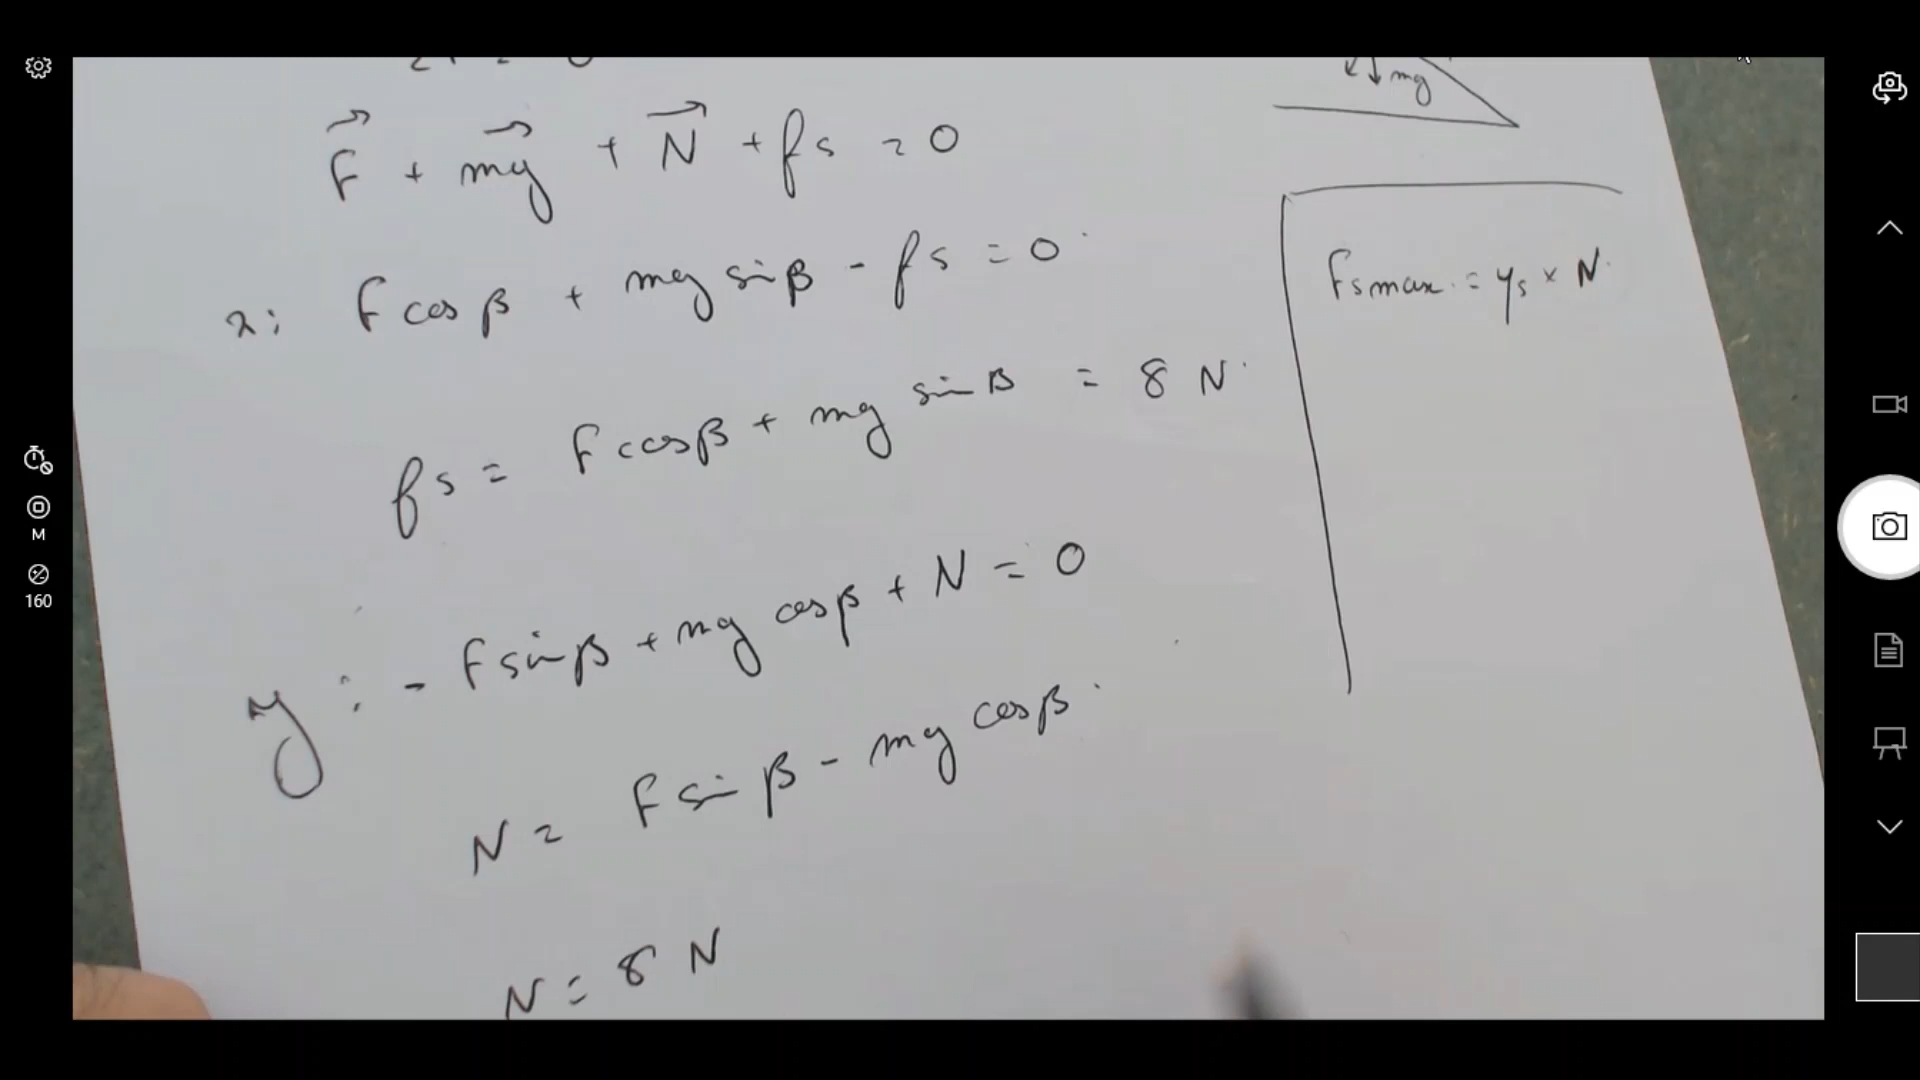 F + mg + N + fs = 0
mg
x: F cos β + mg sin β - fs = 0
fs = F cos β + mg sin β = 8 N
y: - F sin β + mg cos β + N = 0
N = F sin β - mg cos β
N = 8 N
Fsmax = μs × N
M
160